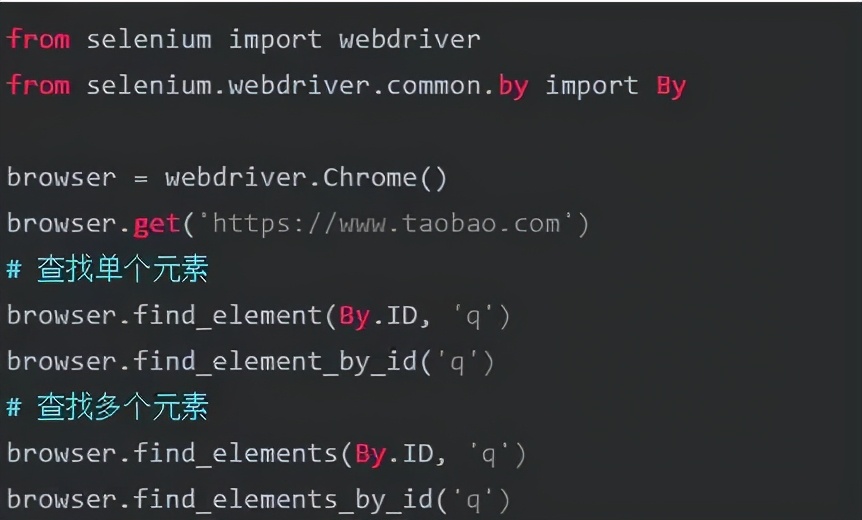 from selenium import webdriver
from selenium.webdriver.common.by import By
browser = webdriver.Chrome()
browser.get('https://www.taobao.com')
# 查找单个元素
browser.find_element(By.ID, 'q')
browser.find_element_by_id('q')
# 查找多个元素
browser.find_elements(By.ID, 'q')
browser.find_elements_by_id('q')